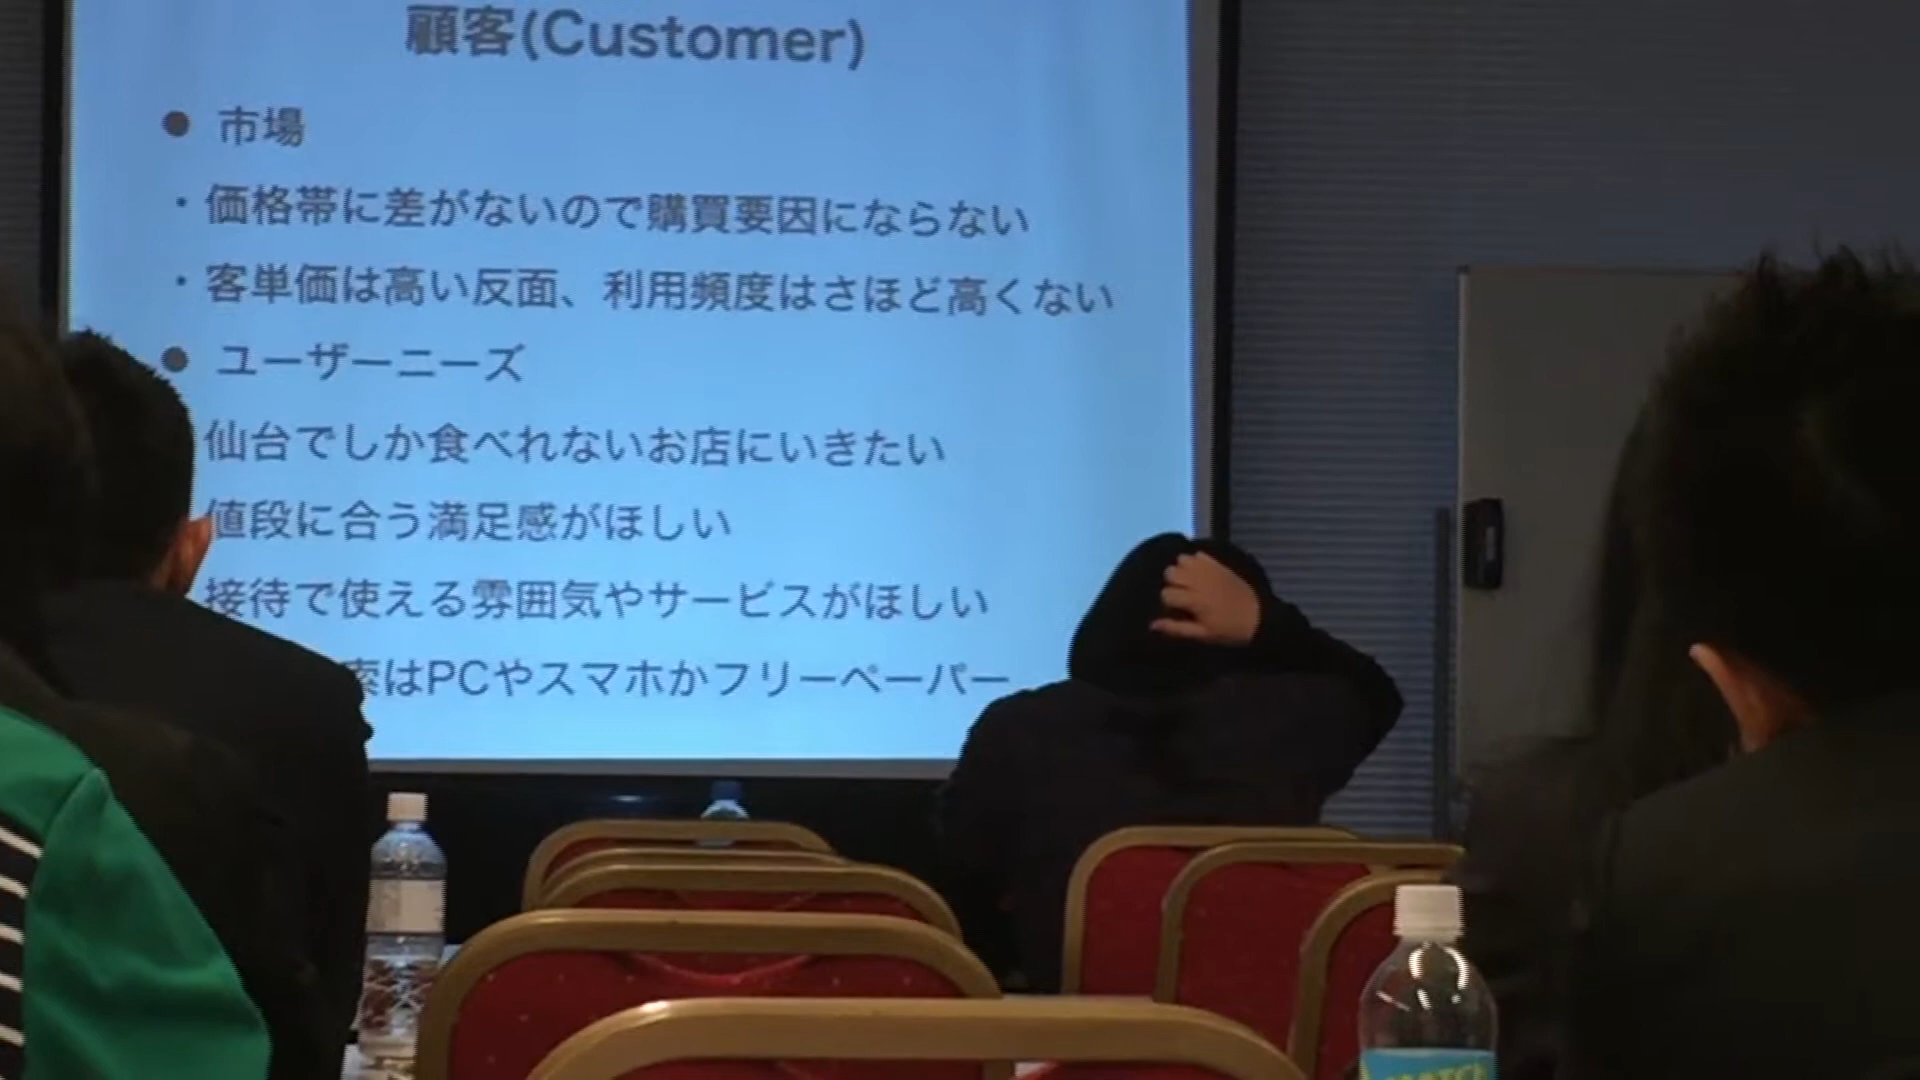 顧客(Customer)
● 市場
・価格帯に差がないので購買要因にならない
・客単価は高い反面、利用頻度はさほど高くない
● ユーザーニーズ
仙台でしか食べれないお店にいきたい
値段に合う満足感がほしい
接待で使える雰囲気やサービスがほしい
索はPCやスマホかフリーペーパー